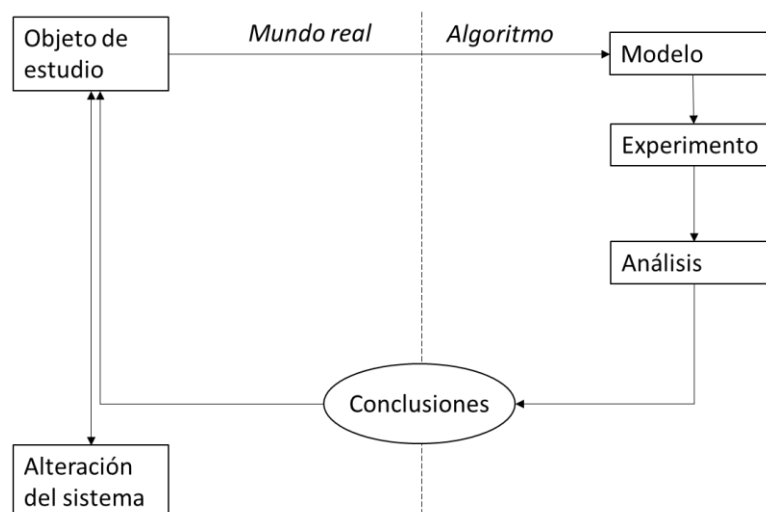 Objeto de
estudio
Mundo real
Algoritmo
Modelo
Experimento
Análisis
Conclusiones
Alteración
del sistema